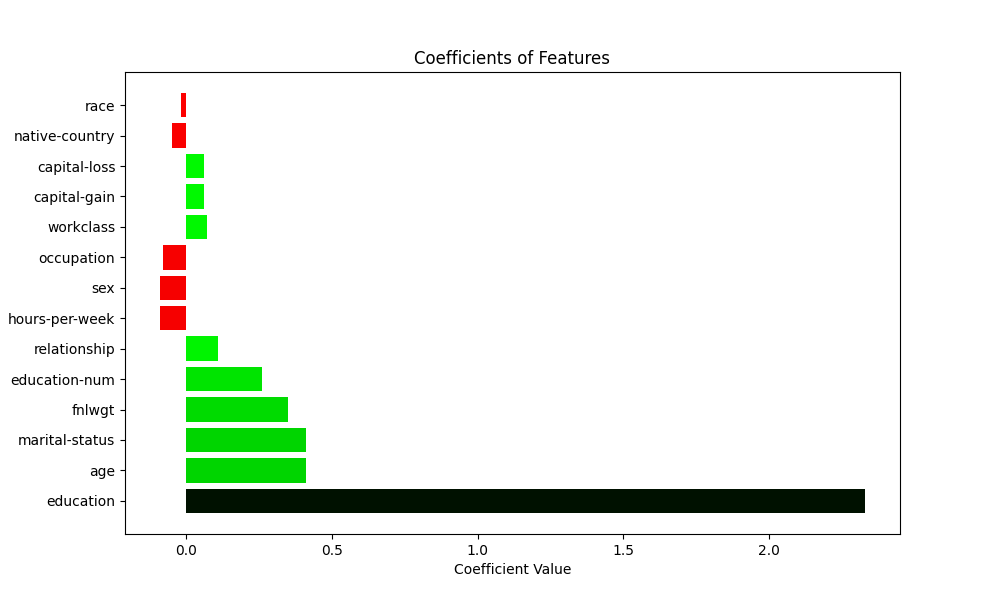 Coefficients of Features
race
native-country
capital-loss
capital-gain
workclass
occupation
sex
hours-per-week
relationship
education-num
fnlwgt
marital-status
age
education
0.0 0.5 1.0 1.5 2.0
Coefficient Value